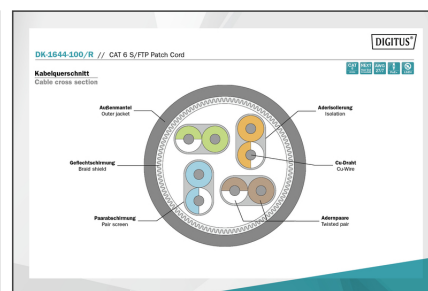 DIGITUS®
DK-1644-100/R // CAT 6 S/FTP Patch Cord
Kabelquerschnitt
Cable cross section
Außenmantel
Outer jacket
Aderisolierung
Isolation
Geflechtschirmung
Braid shield
Cu-Draht
Cu-Wire
Paarabschirmung
Pair screen
Adernpaare
Twisted pair